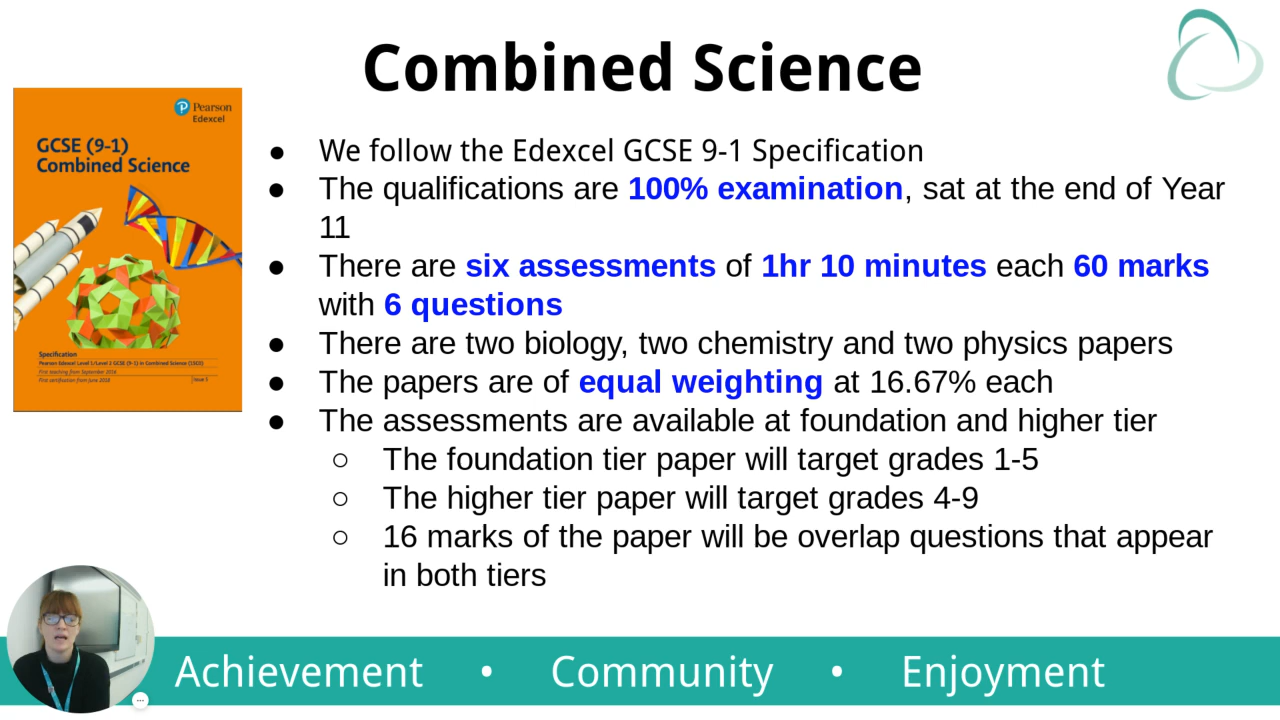 Combined Science
Pearson
Edexcel
GCSE (9-1)
Combined Science
Specification
Pearson Edexcel Level 1/Level 2 GCSE (9-1) in Combined Science (1SC0)
First teaching from September 2016
First certification from June 2018
Issue 3
● We follow the Edexcel GCSE 9-1 Specification
● The qualifications are 100% examination, sat at the end of Year
11
● There are six assessments of 1hr 10 minutes each 60 marks
with 6 questions
● There are two biology, two chemistry and two physics papers
● The papers are of equal weighting at 16.67% each
● The assessments are available at foundation and higher tier
○ The foundation tier paper will target grades 1-5
○ The higher tier paper will target grades 4-9
○ 16 marks of the paper will be overlap questions that appear
in both tiers
Achievement • Community • Enjoyment